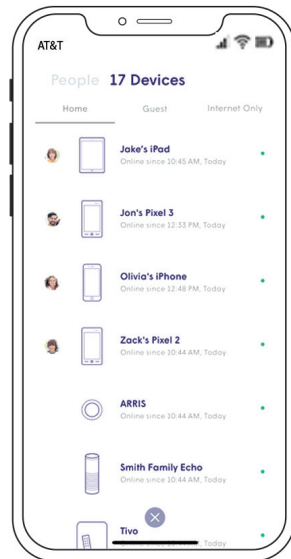 AT&T
People 17 Devices
Home Guest Internet Only
Jake's iPad
Online since 10:45 AM, Today
Jon's Pixel 3
Online since 12:33 PM, Today
Olivia's iPhone
Online since 12:48 PM, Today
Zack's Pixel 2
Online since 10:44 AM, Today
ARRIS
Online since 10:44 AM, Today
Smith Family Echo
Online since 10:44 AM, Today
Tivo